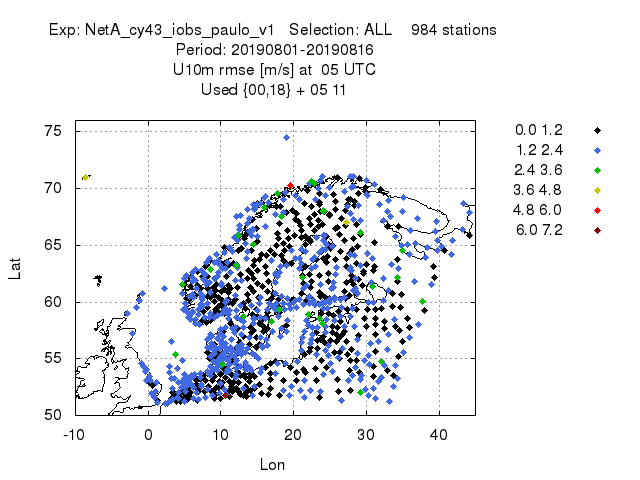 Exp: NetA_cy43_iobs_paulo_v1   Selection: ALL    984 stations
Period: 20190801-20190816
U10m rmse [m/s] at  05 UTC
Used {00,18} + 05 11
75
70
65
60
55
50
Lat
-10 0 10 20 30 40
Lon
0.0 1.2
1.2 2.4
2.4 3.6
3.6 4.8
4.8 6.0
6.0 7.2